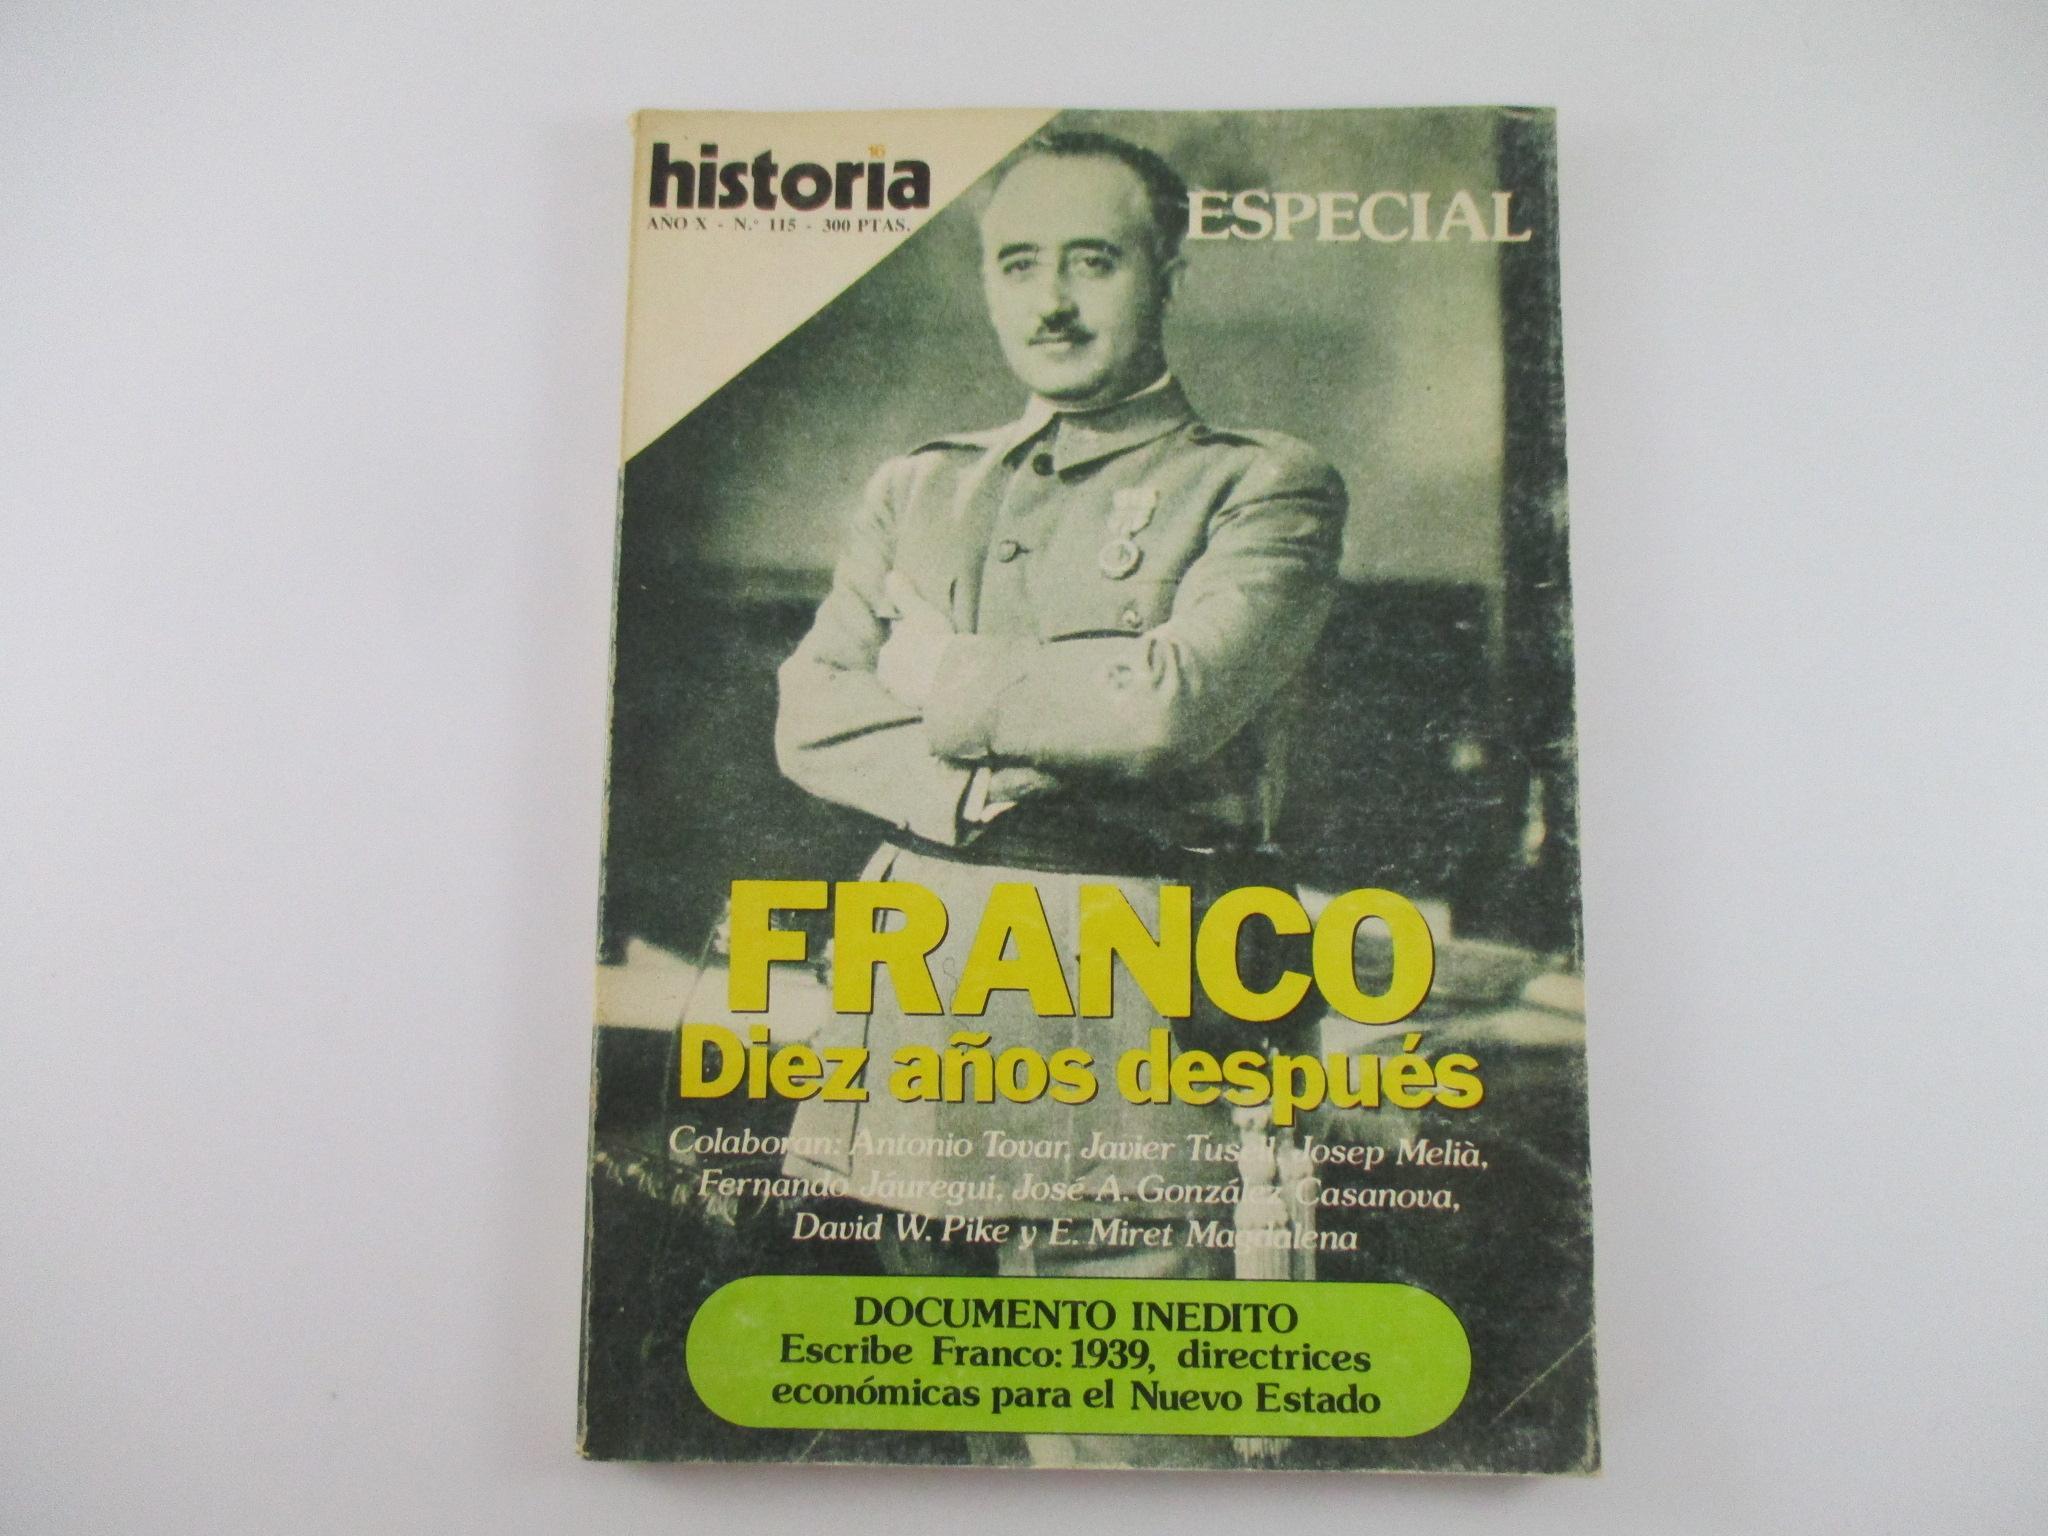 historia 16
AÑO X - N.° 115 - 300 PTAS.
ESPECIAL
FRANCO
Diez años después
Colaboran: Antonio Tovar, Javier Tusell, Josep Melià,
Fernando Jáuregui, José A. González Casanova,
David W. Pike y E. Miret Magdalena
DOCUMENTO INEDITO
Escribe Franco: 1939, directrices
económicas para el Nuevo Estado